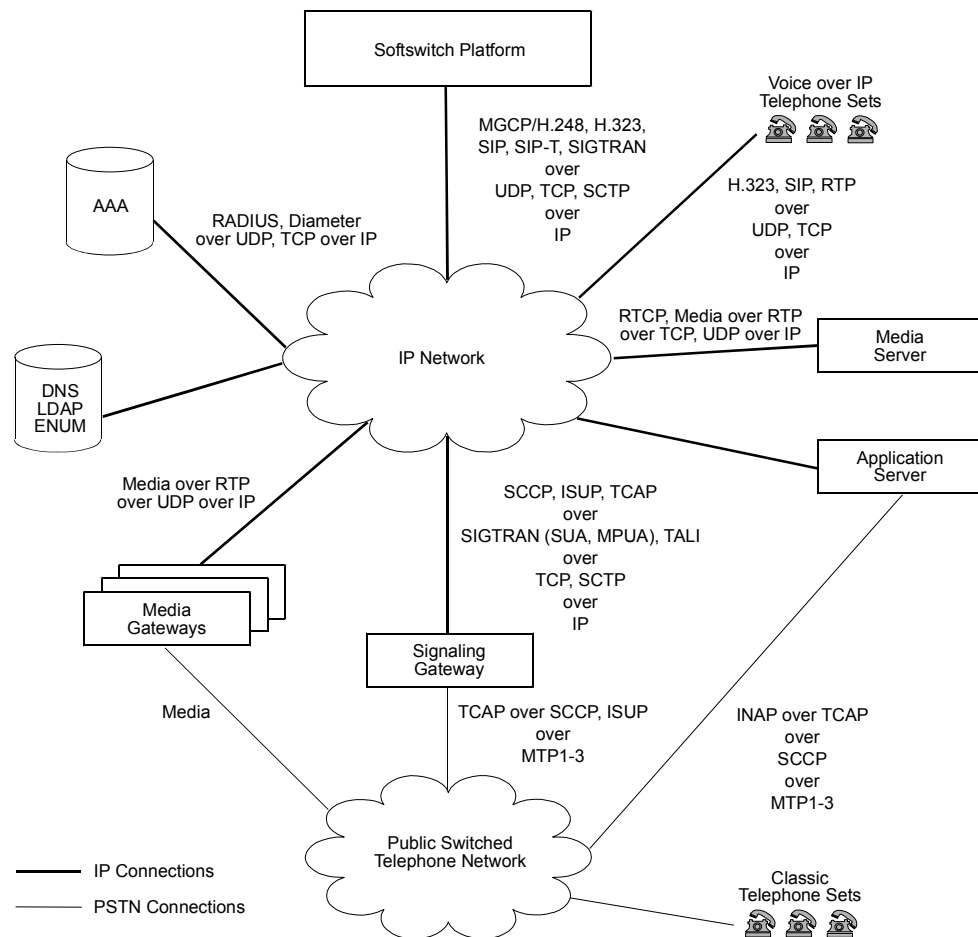 Softswitch Platform
Voice over IP
Telephone Sets
MGCP/H.248, H.323,
SIP, SIP-T, SIGTRAN
over
UDP, TCP, SCTP
over
IP
H.323, SIP, RTP
over
UDP, TCP
over
IP
AAA
RADIUS, Diameter
over UDP, TCP over IP
RTCP, Media over RTP
over TCP, UDP over IP
Media
Server
IP Network
DNS
LDAP
ENUM
Application
Server
Media over RTP
over UDP over IP
SCCP, ISUP, TCAP
over
SIGTRAN (SUA, MPUA), TALI
over
TCP, SCTP
over
IP
Media
Gateways
Signaling
Gateway
Media
TCAP over SCCP, ISUP
over
MTP1-3
INAP over TCAP
over
SCCP
over
MTP1-3
Public Switched
Telephone Network
IP Connections
PSTN Connections
Classic
Telephone Sets